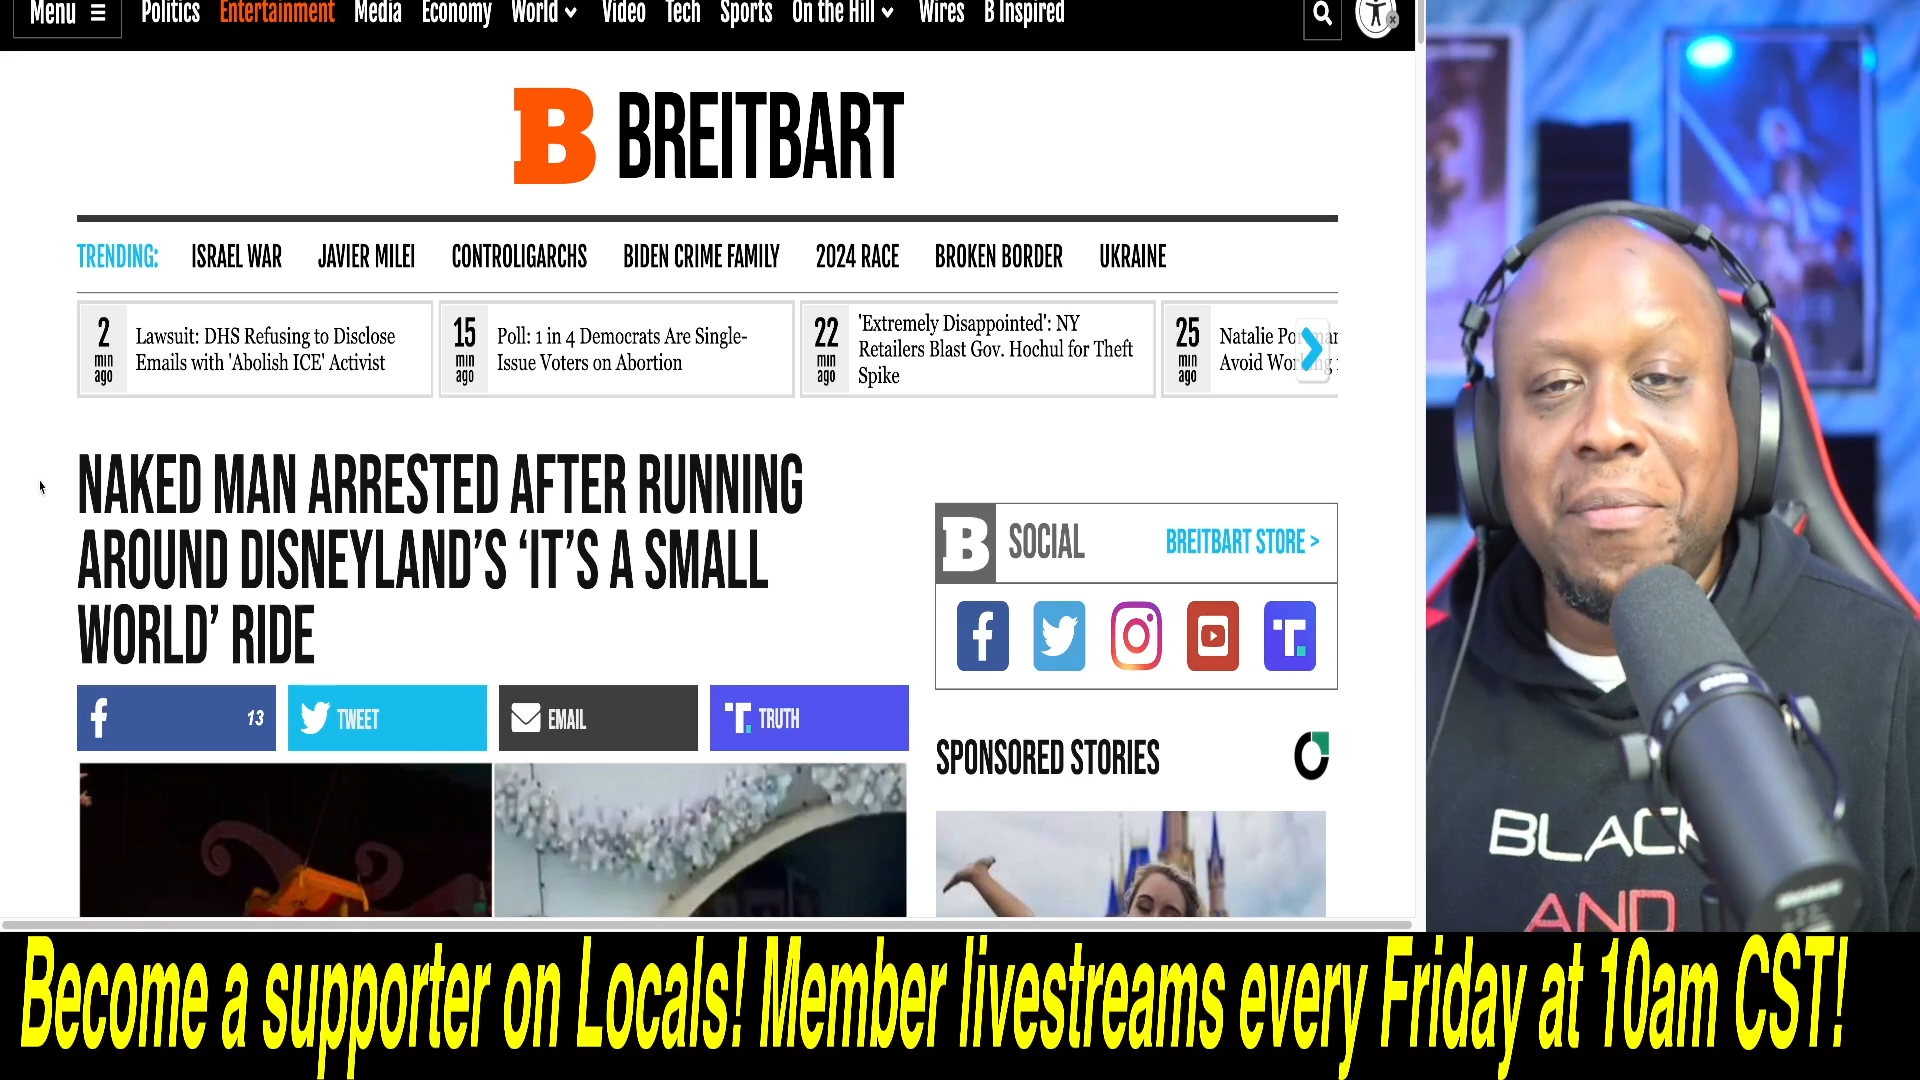 Menu Politics Entertainment Media Economy World Video Tech Sports On the Hill Wires B Inspired
B BREITBART
TRENDING: ISRAEL WAR JAVIER MILEI CONTROLIGARCHS BIDEN CRIME FAMILY 2024 RACE BROKEN BORDER UKRAINE
2 min ago
Lawsuit: DHS Refusing to Disclose
Emails with 'Abolish ICE' Activist
15 min ago
Poll: 1 in 4 Democrats Are Single-
Issue Voters on Abortion
22 min ago
'Extremely Disappointed': NY
Retailers Blast Gov. Hochul for Theft
Spike
25 min ago
Natalie
Avoid
NAKED MAN ARRESTED AFTER RUNNING
AROUND DISNEYLAND'S ‘IT'S A SMALL
WORLD’ RIDE
B SOCIAL BREITBART STORE >
13 TWEET EMAIL TRUTH
SPONSORED STORIES
BLACK
AND
Become a supporter on Locals! Member livestreams every Friday at 10am CST!